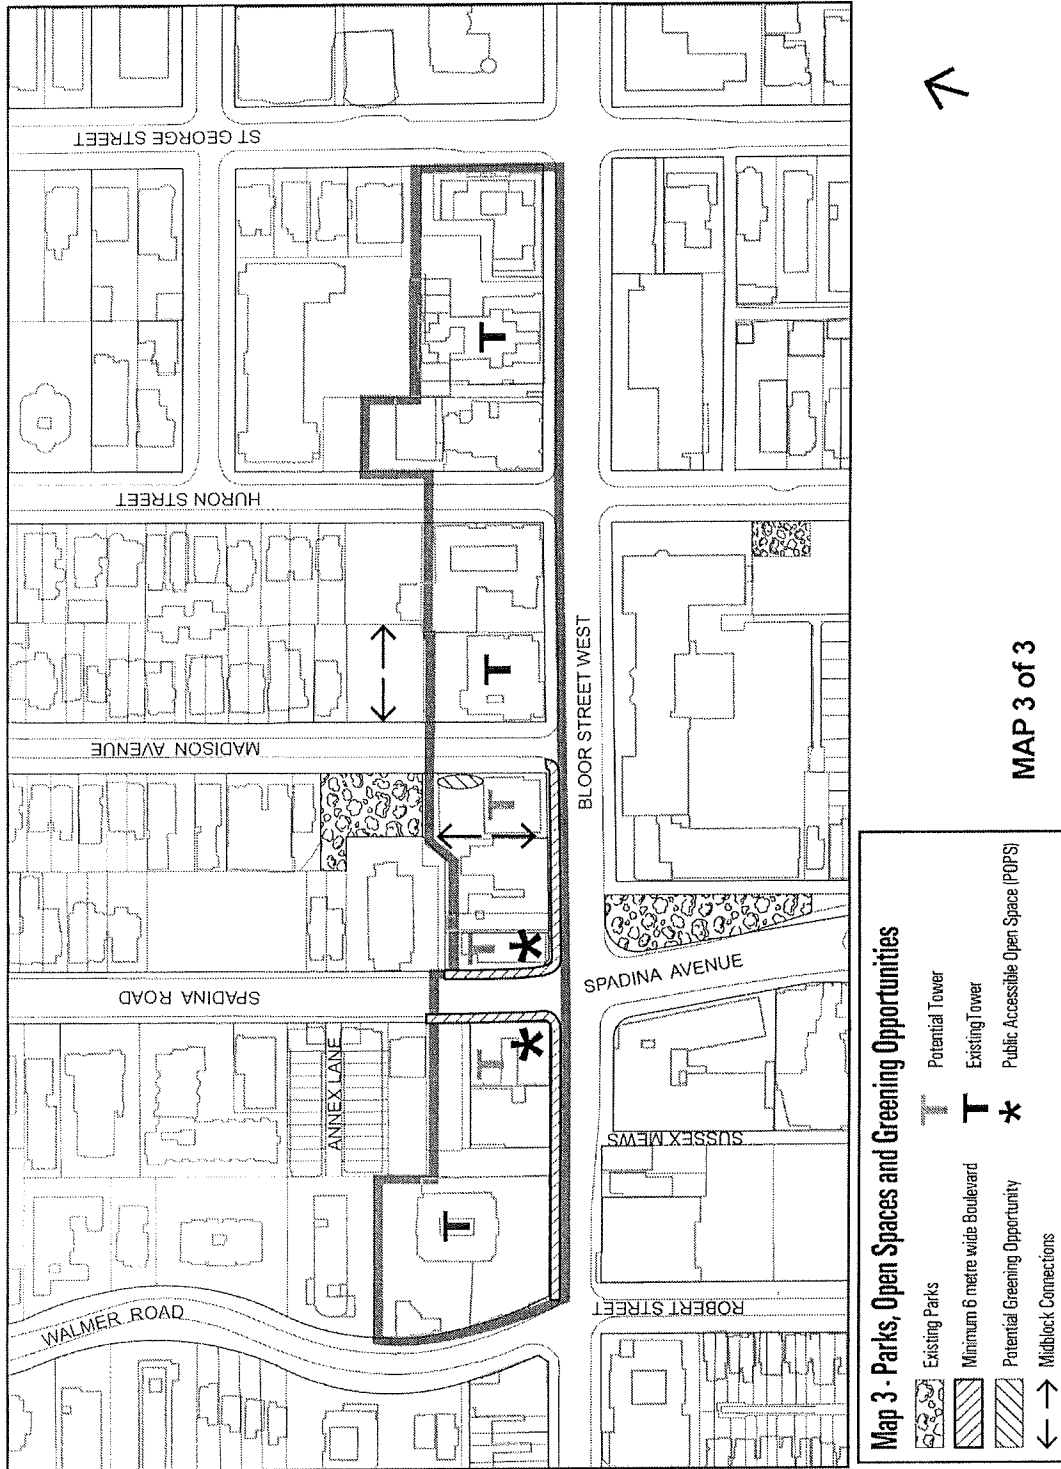 ST GEORGE STREET
HURON STREET
MADISON AVENUE
SPADINA ROAD
ANNEX LANE
WALMER ROAD
BLOOR STREET WEST
SPADINA AVENUE
SUSSEX MEWS
ROBERT STREET
T
T
T
T
T
T
MAP 3 of 3
Map 3 - Parks, Open Spaces and Greening Opportunities
Existing Parks
Minimum 6 metre wide Boulevard
Potential Greening Opportunity
Midblock Connections
T Potential Tower
T Existing Tower
Public Accessible Open Space (POPS)